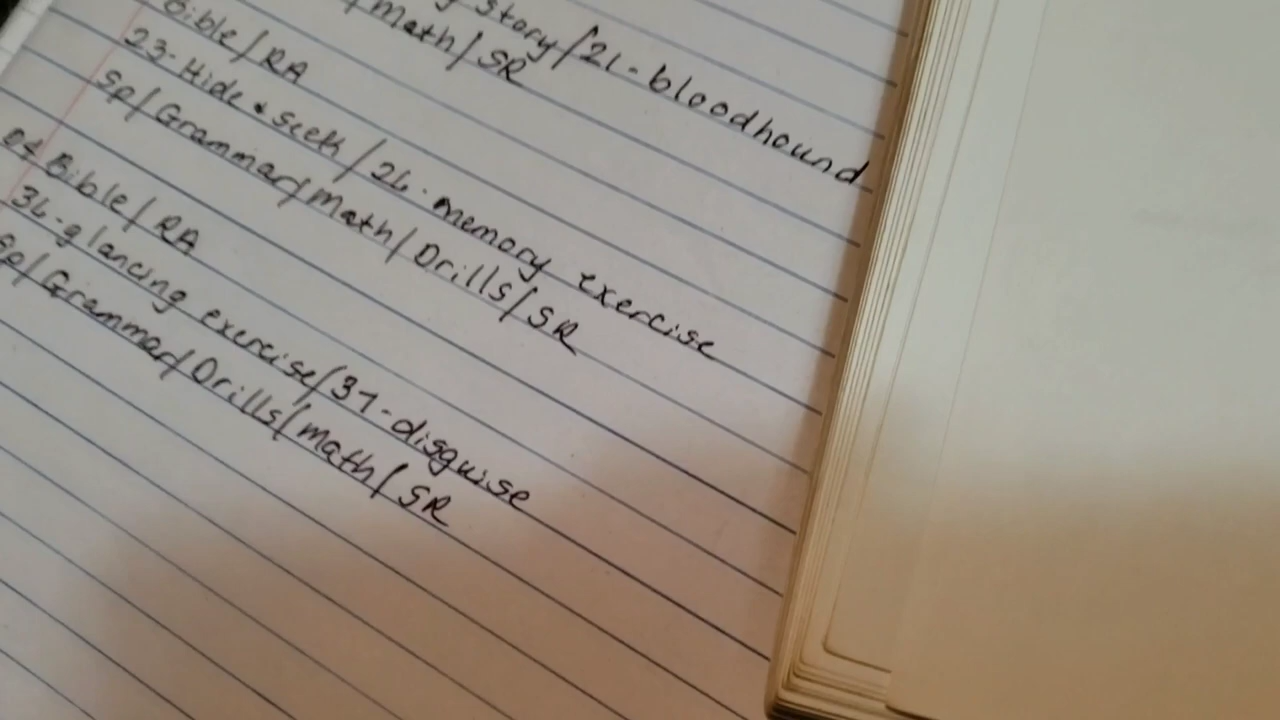 story/21-bloodhound
Math/SR
Bible/RA
23-Hide & seek/26-memory exercise
Sp/Grammar/Math/Drills/SR
Bible/RA
36-glancing exercise/37-disguise
Sp/Grammar/Drills/Math/SR